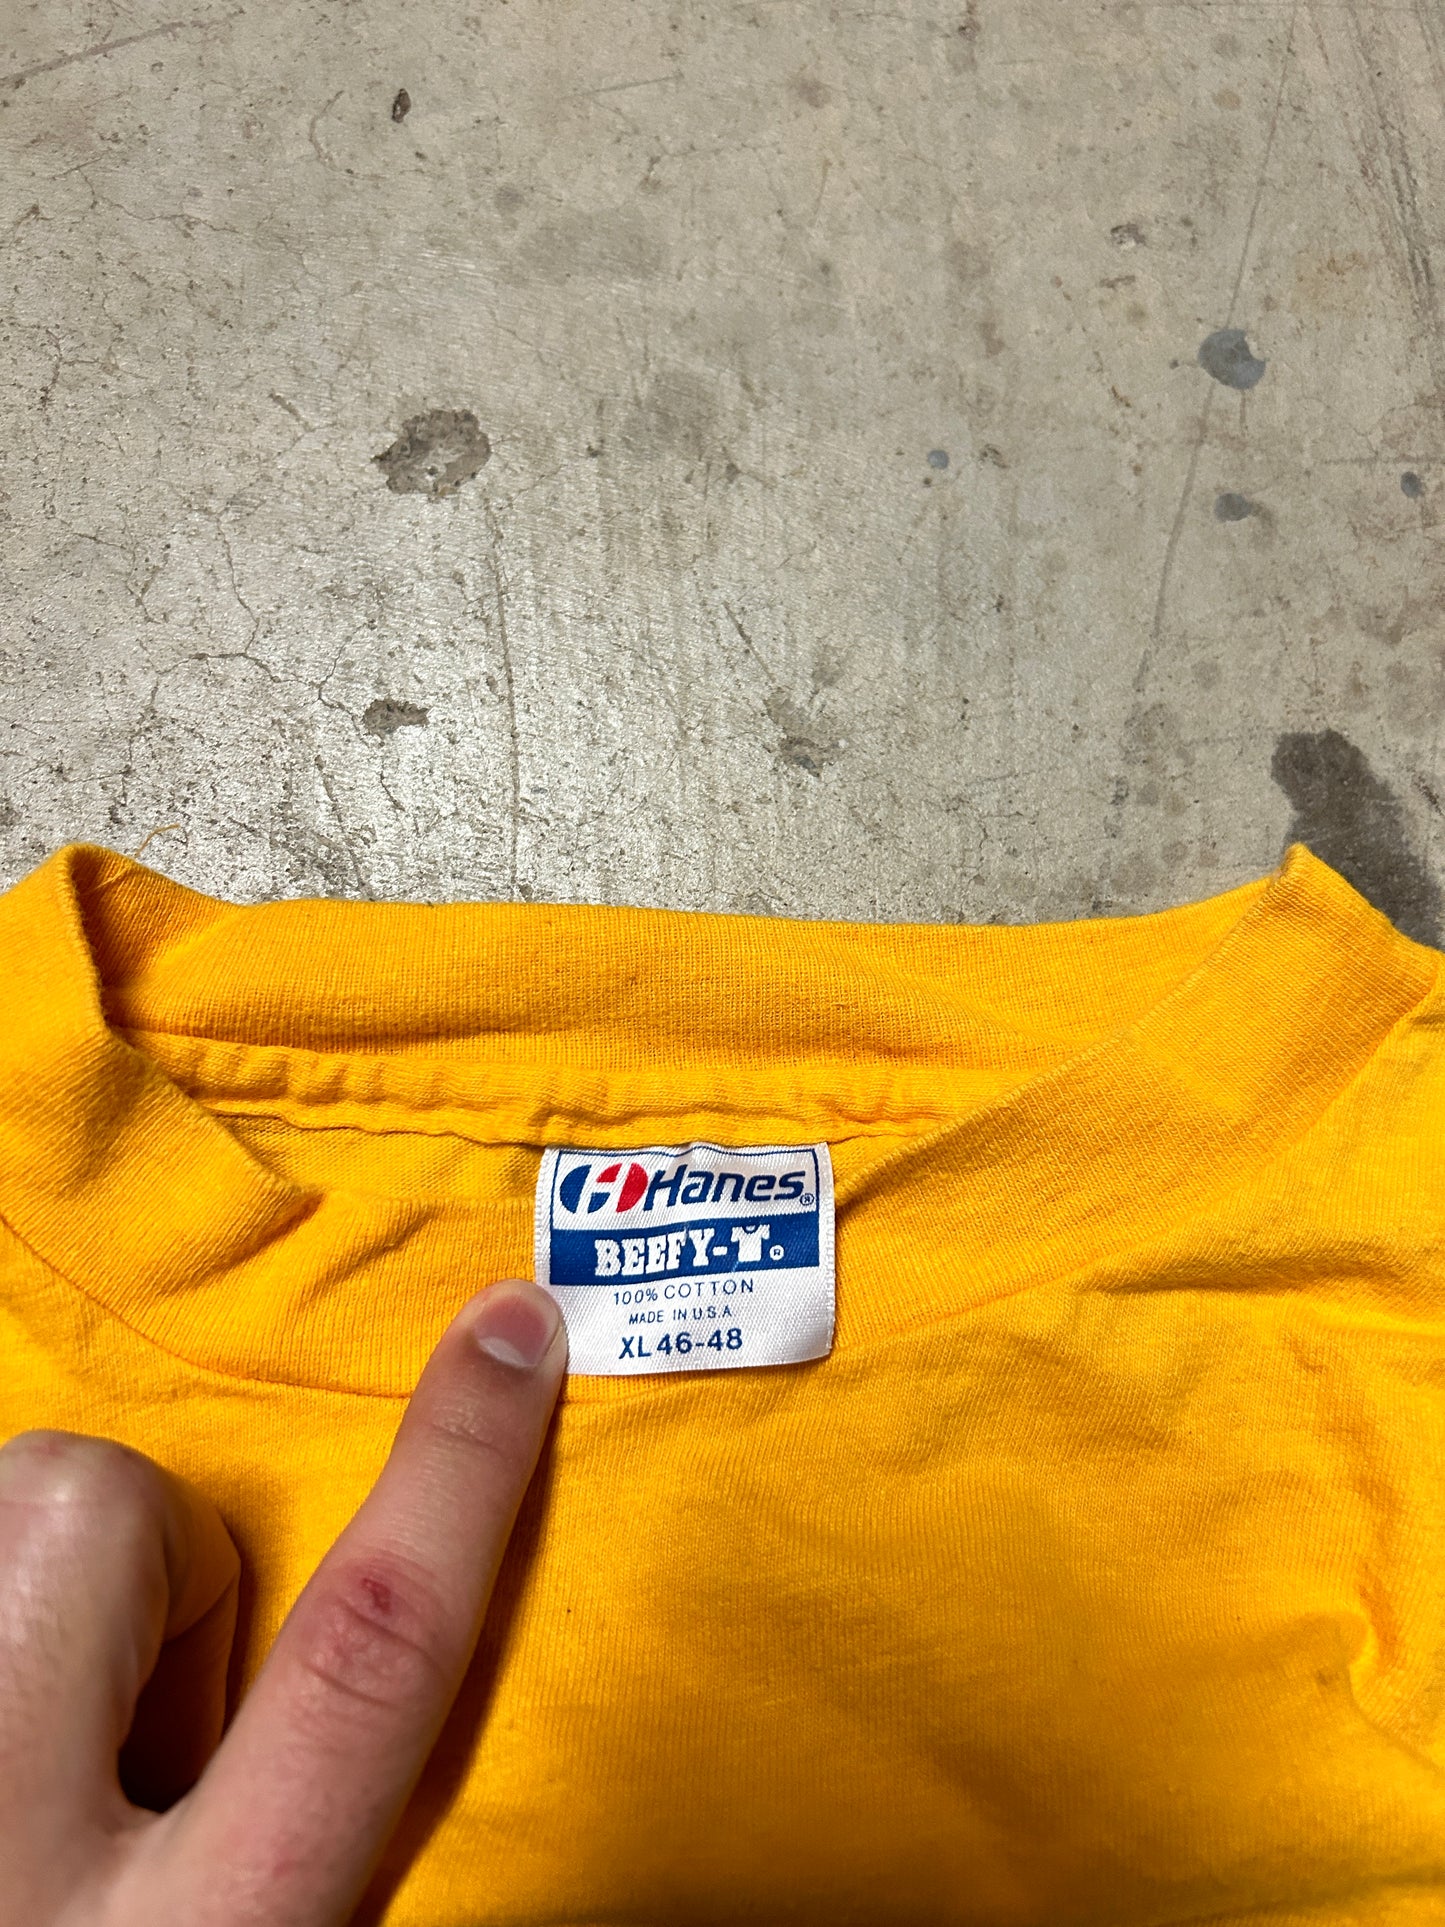 Hanes®
BEEFY-T®
100% COTTON
MADE IN U.S.A
XL 46-48